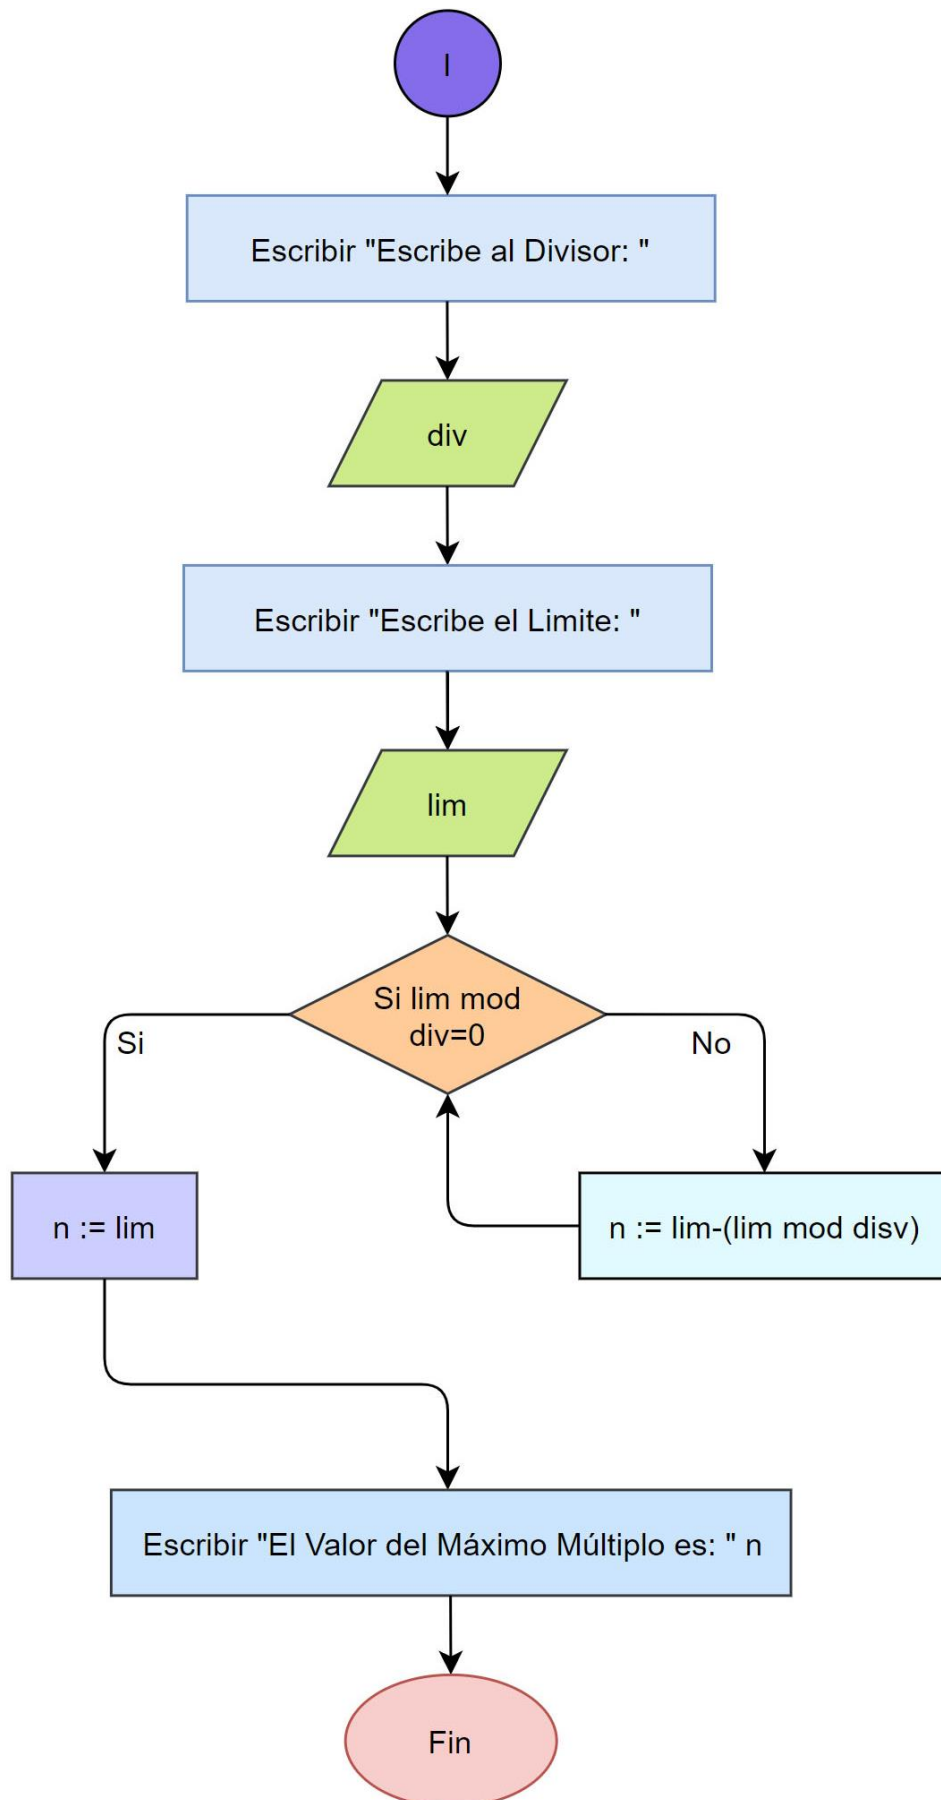 I
Escribir "Escribe al Divisor: "
div
Escribir "Escribe el Limite: "
lim
Si lim mod
div=0
Si
No
n := lim
n := lim-(lim mod disv)
Escribir "El Valor del Máximo Múltiplo es: " n
Fin